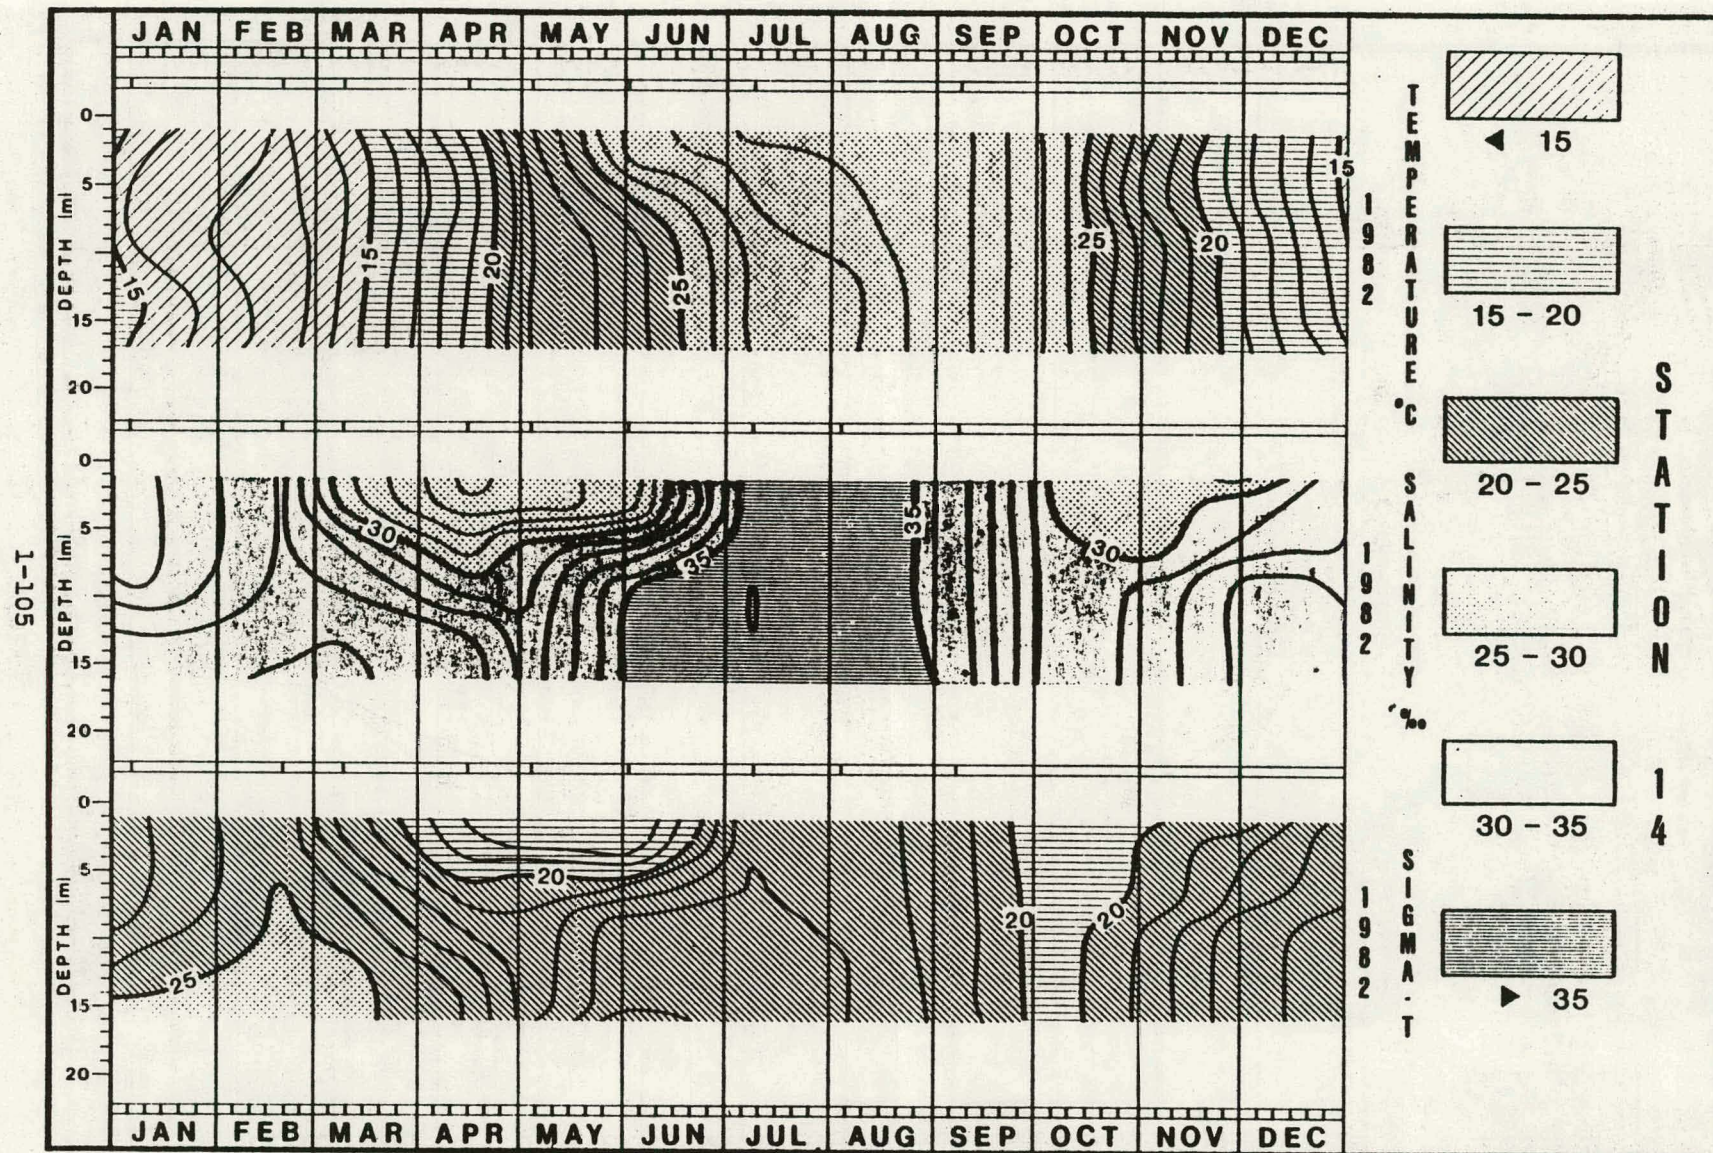 JAN FEB MAR APR MAY JUN JUL AUG SEP OCT NOV DEC
0
5
DEPTH (m)
15
20
15
15
20
25
25
20
15
TEMPERATURE °C
1982
0
5
DEPTH (m)
15
20
30
35
35
30
SALINITY ‰
1982
0
5
DEPTH (m)
15
20
25
20
20
20
SIGMA-T
1982
JAN FEB MAR APR MAY JUN JUL AUG SEP OCT NOV DEC
◀ 15
15 – 20
20 – 25
25 – 30
30 – 35
▶ 35
STATION 14
1-105